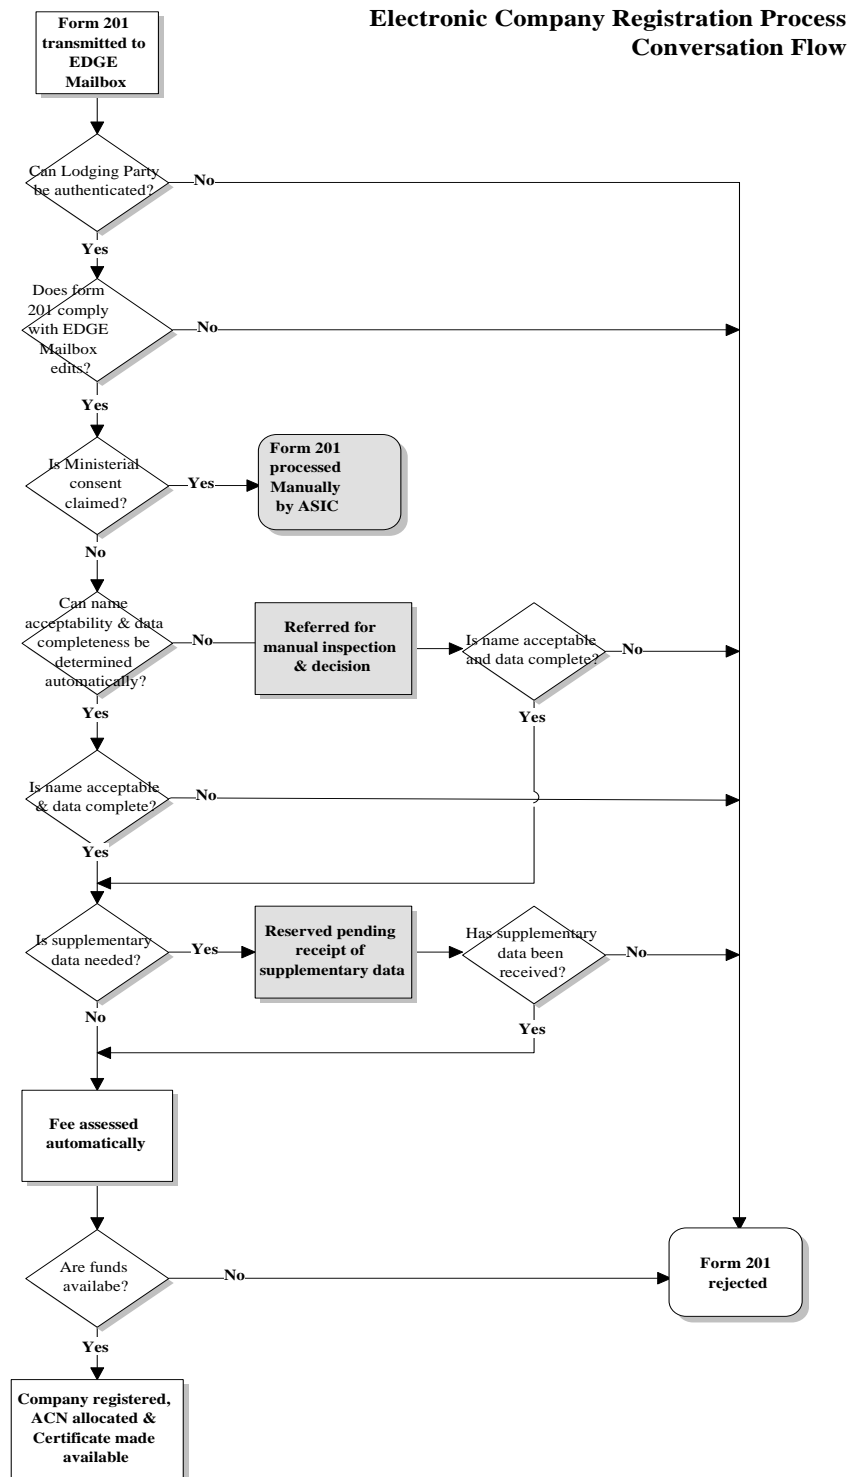 Electronic Company Registration Process
Conversation Flow
Form 201
transmitted to
EDGE
Mailbox
Can Lodging Party
be authenticated?
No
Yes
Does form
201 comply
with EDGE
Mailbox
edits?
No
Yes
Is Ministerial
consent
claimed?
Yes
Form 201
processed
Manually
by ASIC
No
Can name
acceptability & data
completeness be
determined
automatically?
No
Referred for
manual inspection
& decision
Is name acceptable
and data complete?
No
Yes
Yes
Is name acceptable
& data complete?
No
Yes
Is supplementary
data needed?
Yes
Reserved pending
receipt of
supplementary data
Has supplementary
data been
received?
No
No
Yes
Fee assessed
automatically
Are funds
availabe?
No
Form 201
rejected
Yes
Company registered,
ACN allocated &
Certificate made
available